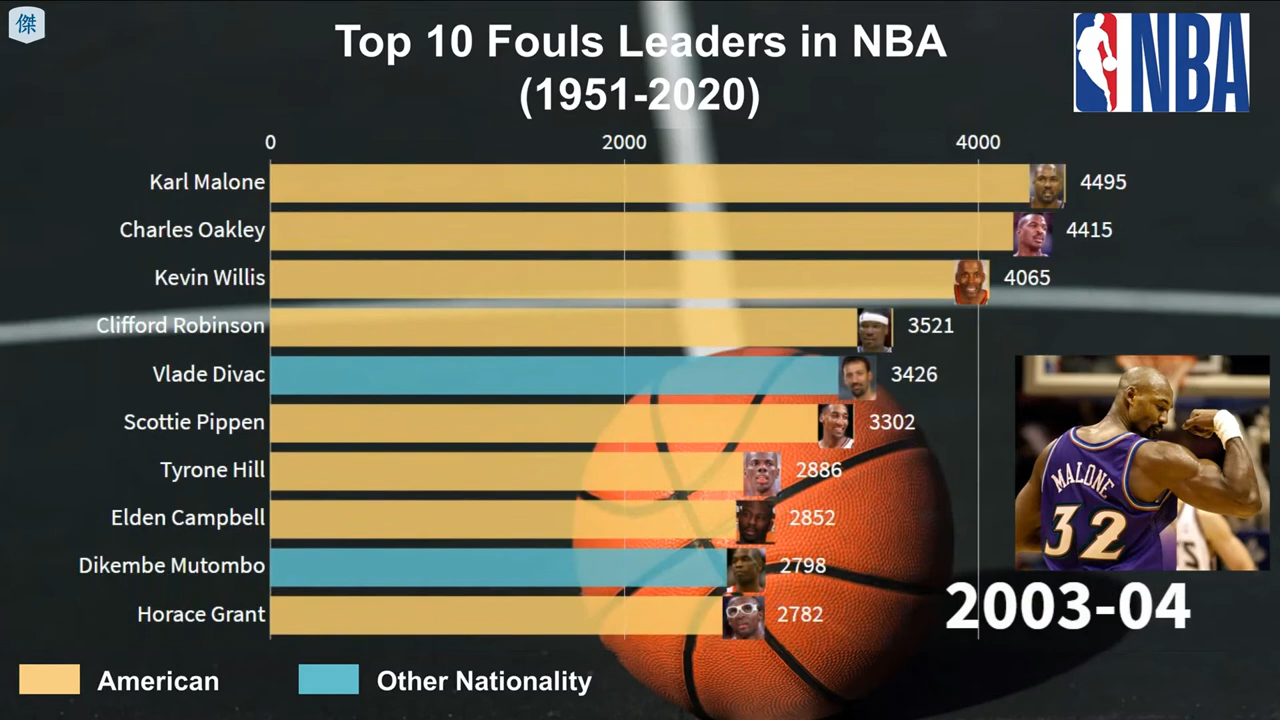 傑
Top 10 Fouls Leaders in NBA
(1951-2020)
NBA
0 2000 4000
Karl Malone 4495
Charles Oakley 4415
Kevin Willis 4065
Clifford Robinson 3521
Vlade Divac 3426
Scottie Pippen 3302
Tyrone Hill 2886
Elden Campbell 2852
Dikembe Mutombo 2798
Horace Grant 2782
MALONE
32
2003-04
American
Other Nationality